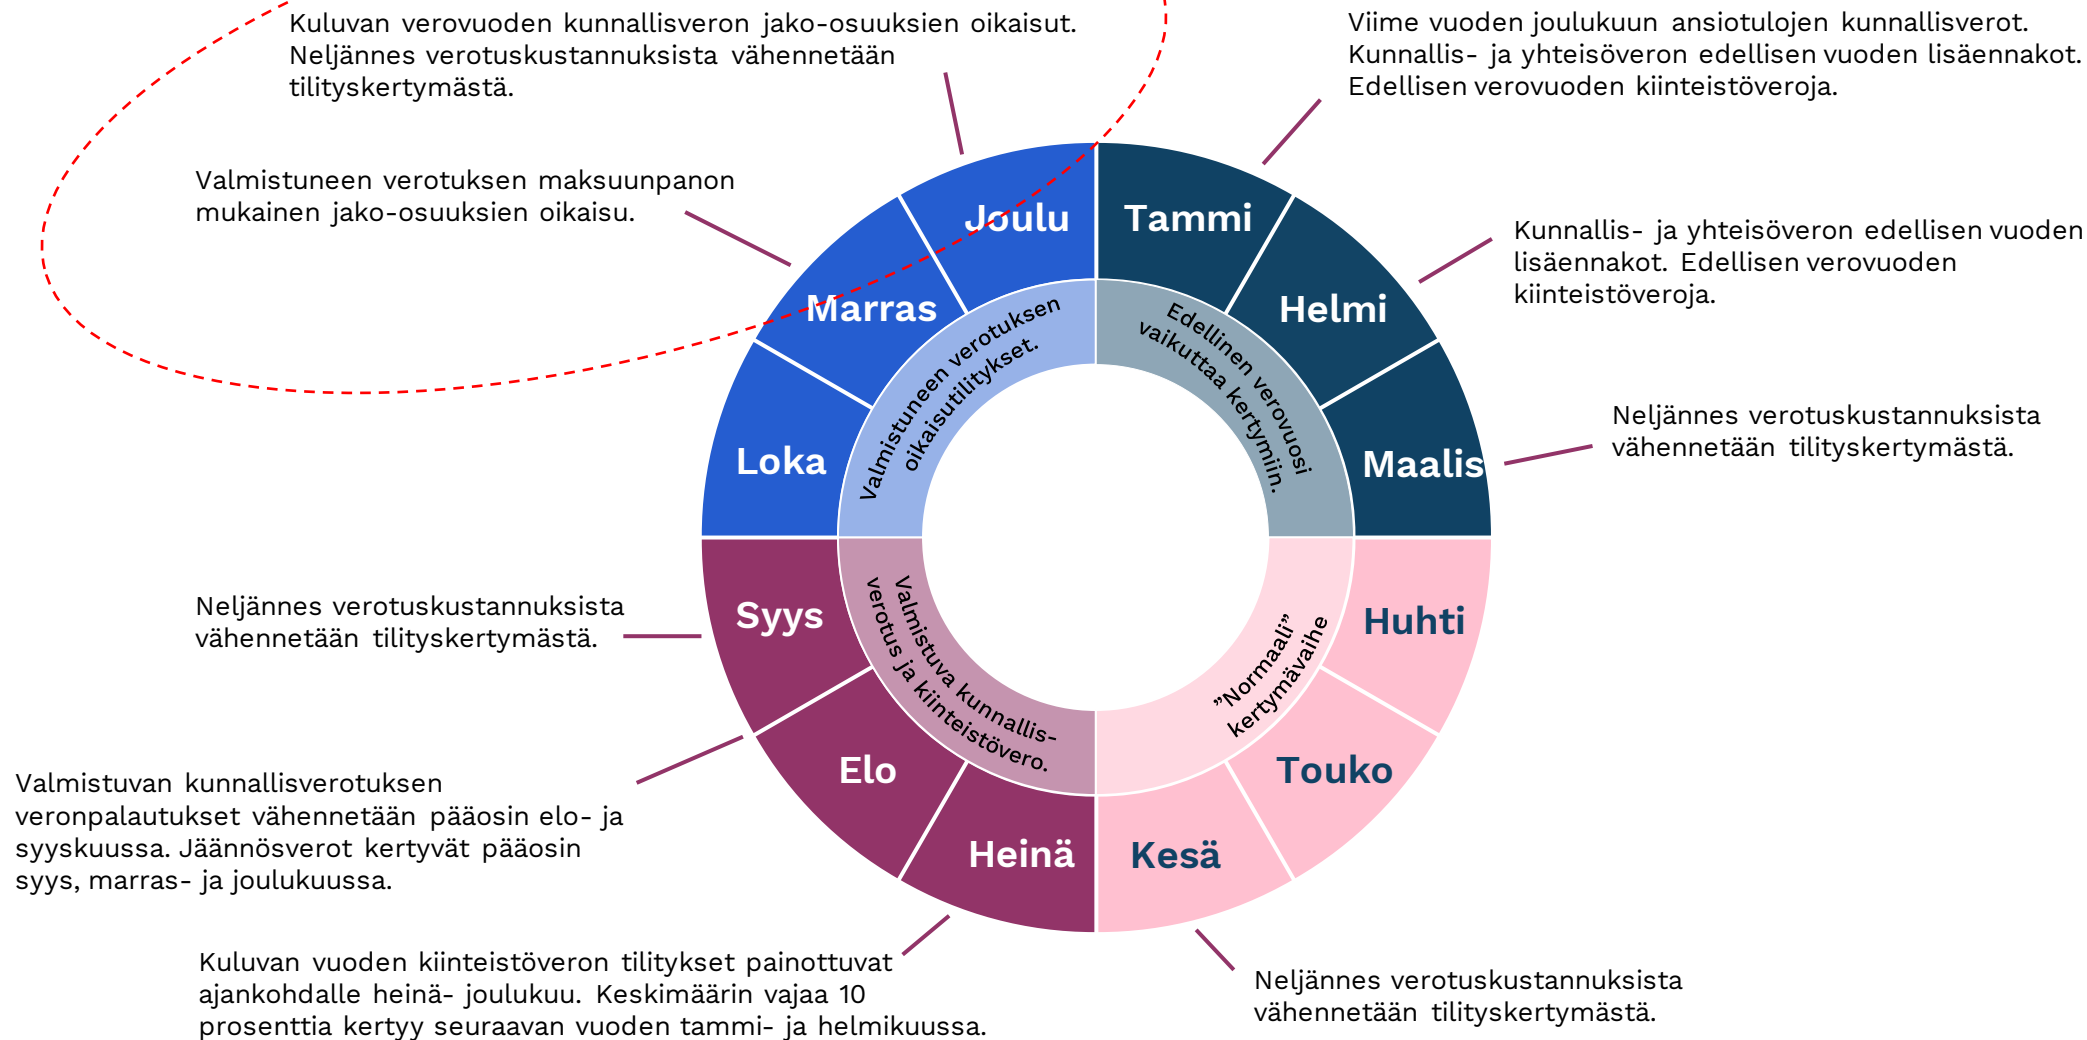 Kuluvan verovuoden kunnallisveron jako-osuuksien oikaisut.
Neljännes verotuskustannuksista vähennetään
tilityskertymästä.
Viime vuoden joulukuun ansiotulojen kunnallisverot.
Kunnallis- ja yhteisöveron edellisen vuoden lisäennakot.
Edellisen verovuoden kiinteistöveroja.
Valmistuneen verotuksen maksuunpanon
mukainen jako-osuuksien oikaisu.
Kunnallis- ja yhteisöveron edellisen vuoden
lisäennakot. Edellisen verovuoden
kiinteistöveroja.
Neljännes verotuskustannuksista
vähennetään tilityskertymästä.
Joulu
Tammi
Marras
Helmi
Loka
Maalis
Syys
Huhti
Elo
Touko
Heinä
Kesä
Valmistuneen verotuksen
oikaisutilitykset.
Edellinen verovuosi
vaikuttaa kertymiin.
Valmistuva kunnallis-
verotus ja kiinteistövero.
”Normaali”
kertymävaihe
Neljännes verotuskustannuksista
vähennetään tilityskertymästä.
Valmistuvan kunnallisverotuksen
veronpalautukset vähennetään pääosin elo- ja
syyskuussa. Jäännösverot kertyvät pääosin
syys, marras- ja joulukuussa.
Kuluvan vuoden kiinteistöveron tilitykset painottuvat
ajankohdalle heinä- joulukuu. Keskimäärin vajaa 10
prosenttia kertyy seuraavan vuoden tammi- ja helmikuussa.
Neljännes verotuskustannuksista
vähennetään tilityskertymästä.